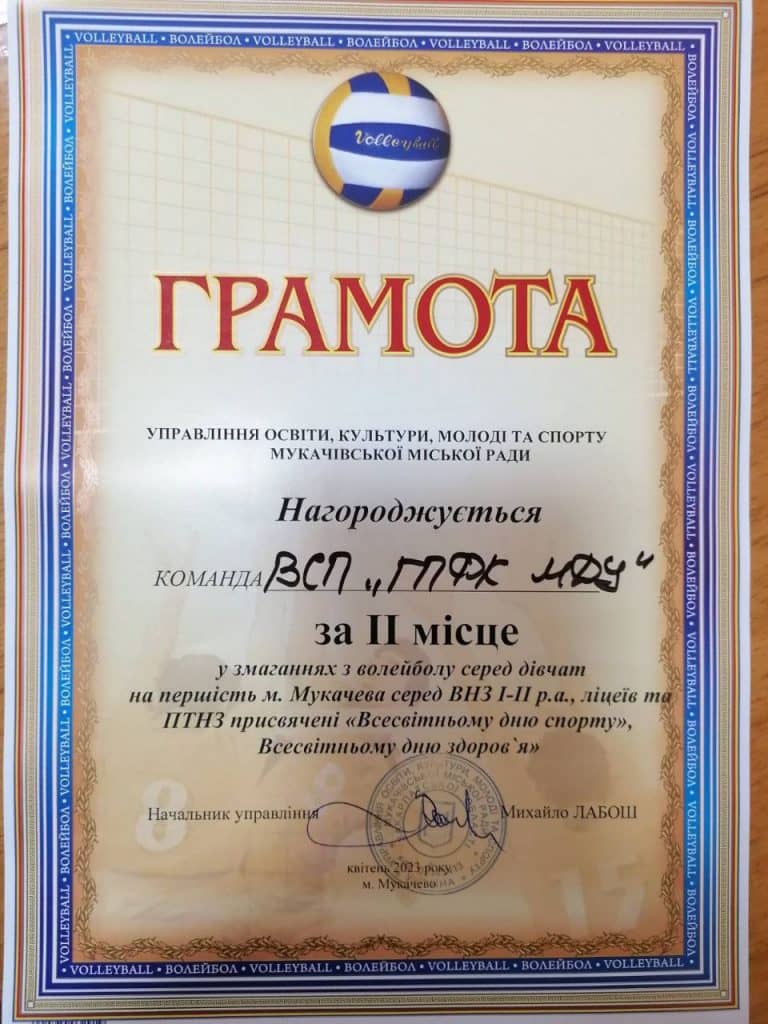 VOLLEYBALL • ВОЛЕЙБОЛ • VOLLEYBALL • ВОЛЕЙБОЛ • VOLLEYBALL • ВОЛЕЙБОЛ • VOLLEYBALL
Volleyball
ГРАМОТА
УПРАВЛІННЯ ОСВІТИ, КУЛЬТУРИ, МОЛОДІ ТА СПОРТУ
МУКАЧІВСЬКОЇ МІСЬКОЇ РАДИ
Нагороджується
КОМАНДА ВСП „ГПФК МДУ"
за ІІ місце
у змаганнях з волейболу серед дівчат
на першість м. Мукачева серед ВНЗ І-ІІ р.а., ліцеїв та
ПТНЗ присвячені «Всесвітньому дню спорту»,
Всесвітньому дню здоров`я»
Начальник управління Михайло ЛАБОШ
квітень 2023 року
м. Мукачево
VOLLEYBALL • ВОЛЕЙБОЛ • VOLLEYBALL • ВОЛЕЙБОЛ • VOLLEYBALL • ВОЛЕЙБОЛ • VOLLEYBALL